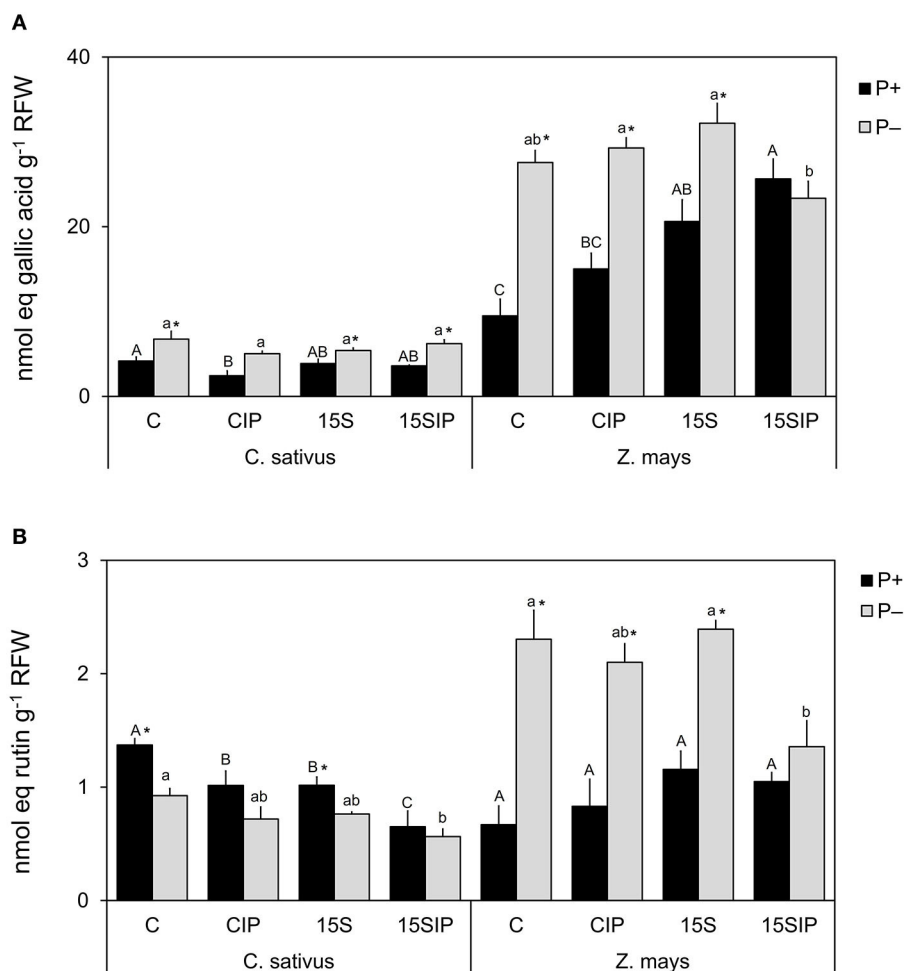 A
nmol eq gallic acid g-1 RFW
40
20
0
P+
P–
A
a*
B
a
AB
a*
AB
a*
C
ab*
BC
a*
AB
a*
A
b
C CIP 15S 15SIP C CIP 15S 15SIP
C. sativus Z. mays
B
nmol eq rutin g-1 RFW
3
2
1
0
P+
P–
A*
a
B
ab
B*
ab
C
b
A
a*
A
ab*
A
a*
A
b
C CIP 15S 15SIP C CIP 15S 15SIP
C. sativus Z. mays